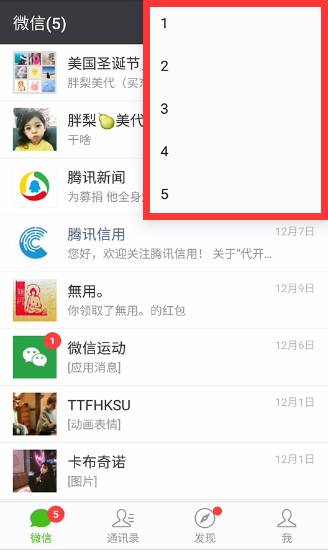 微信(5)
1
2
3
4
5
美国圣诞节
胖梨美代（买东
胖梨🍐美代
干啥
腾讯新闻
为募捐 他全身
腾讯信用
12月7日
您好，欢迎关注腾讯信用！ 关于“代开...
無用。
12月9日
你领取了無用。的红包
微信运动
12月6日
[应用消息]
1
TTFHKSU
12月1日
[动画表情]
卡布奇诺
12月1日
[图片]
5
微信
通讯录
发现
我